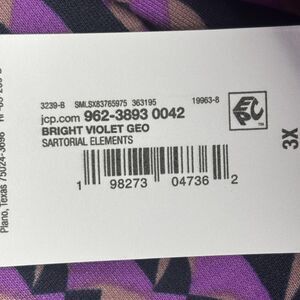 3239-B SMLSX83765975 363195 19963-8
jcp.com 962-3893 0042
BRIGHT VIOLET GEO
SARTORIAL ELEMENTS
1 98273 04736 2
EPC
3X
Plano, Texas 75024-3698